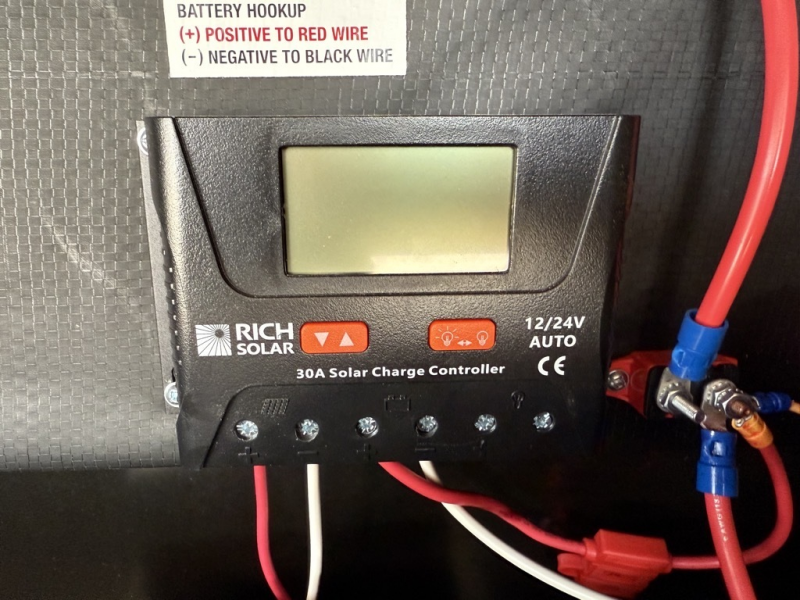 BATTERY HOOKUP
(+) POSITIVE TO RED WIRE
(−) NEGATIVE TO BLACK WIRE
RICH
SOLAR
12/24V
AUTO
CE
30A Solar Charge Controller
+ − + − + −